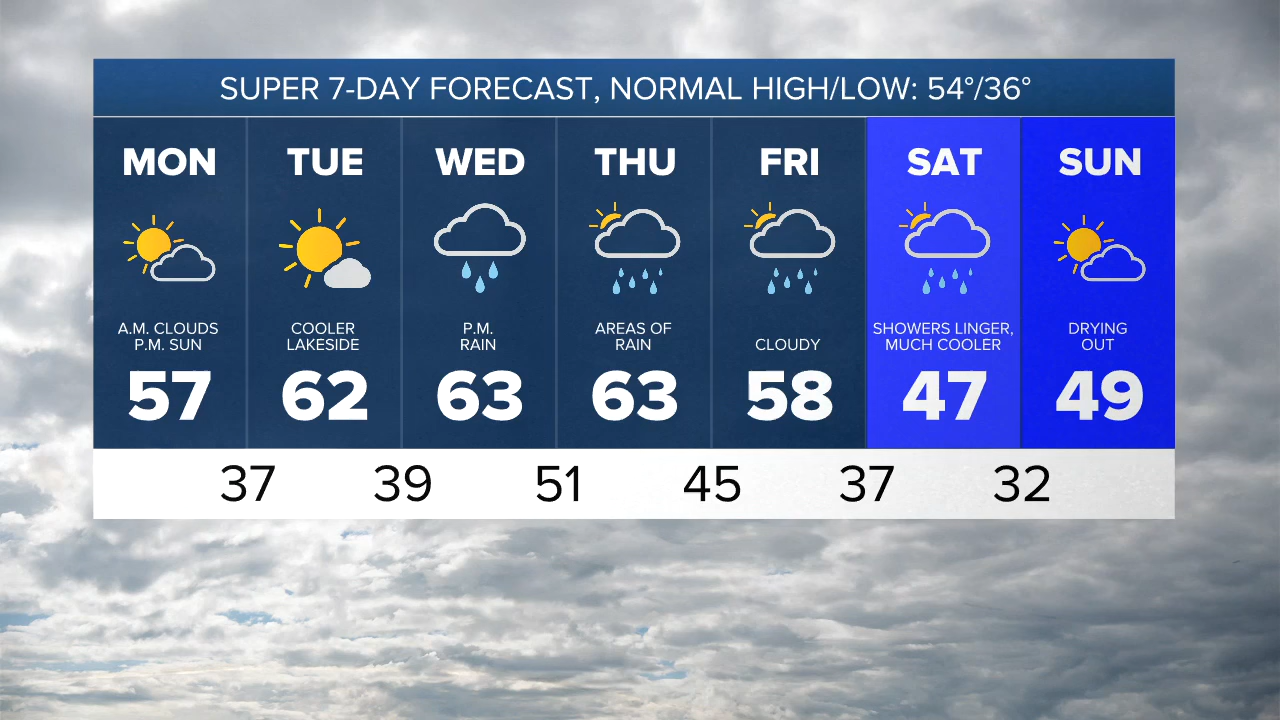 SUPER 7-DAY FORECAST, NORMAL HIGH/LOW: 54°/36°
MON TUE WED THU FRI SAT SUN
A.M. CLOUDS COOLER P.M. AREAS OF SHOWERS LINGER, DRYING
P.M. SUN LAKESIDE RAIN RAIN CLOUDY MUCH COOLER OUT
57 62 63 63 58 47 49
37 39 51 45 37 32